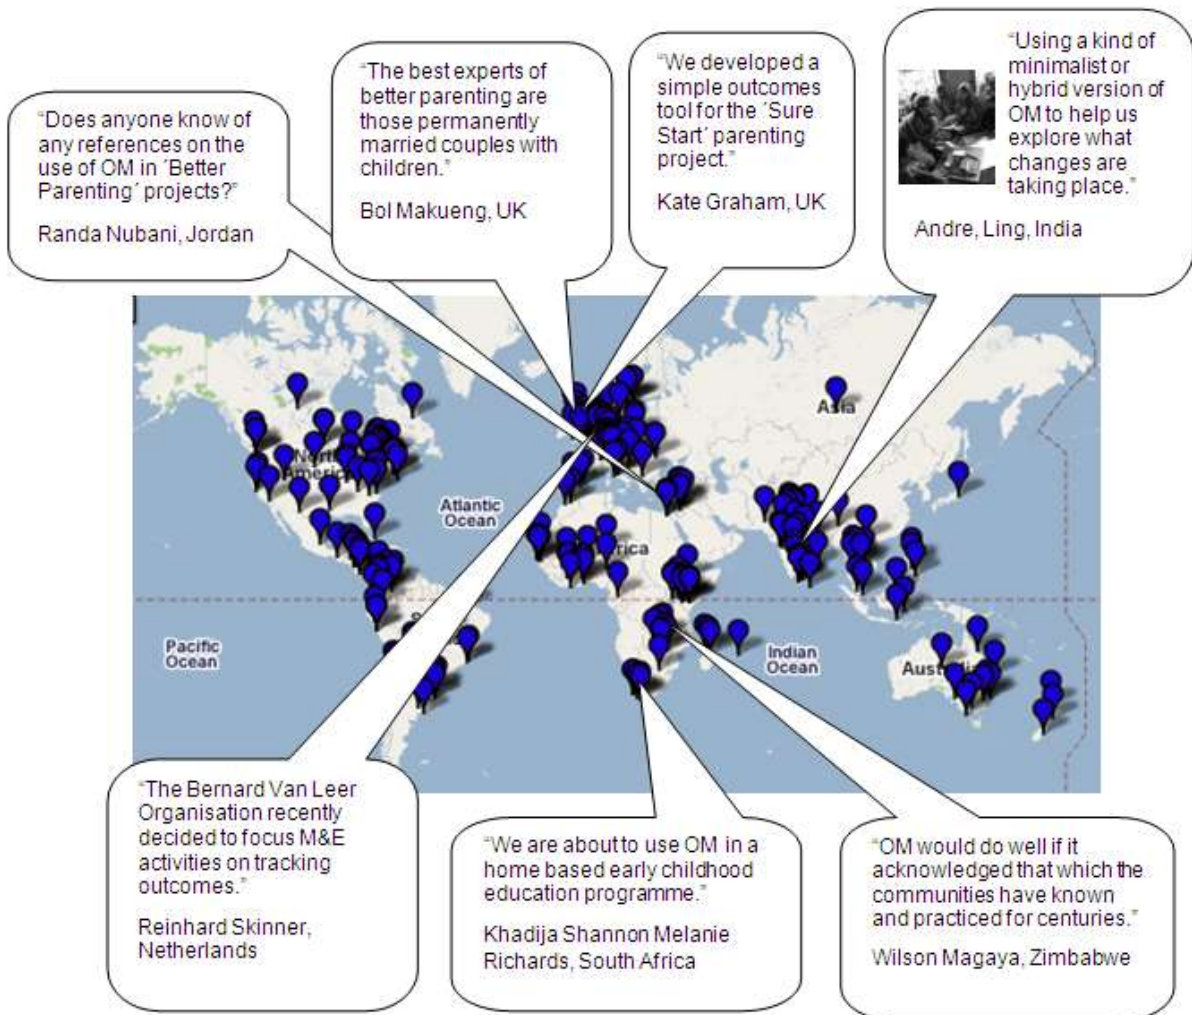 “Does anyone know of
any references on the
use of OM in ´Better
Parenting´ projects?”
Randa Nubani, Jordan
“The best experts of
better parenting are
those permanently
married couples with
children.”
Bol Makueng, UK
“We developed a
simple outcomes
tool for the ´Sure
Start´ parenting
project.”
Kate Graham, UK
“Using a kind of
minimalist or
hybrid version of
OM to help us
explore what
changes are
taking place.”
Andre, Ling, India
Asia
North
America
Atlantic
Ocean
Pacific
Ocean
Indian
Ocean
“The Bernard Van Leer
Organisation recently
decided to focus M&E
activities on tracking
outcomes.”
Reinhard Skinner,
Netherlands
“We are about to use OM in a
home based early childhood
education programme.”
Khadija Shannon Melanie
Richards, South Africa
“OM would do well if it
acknowledged that which the
communities have known
and practiced for centuries.”
Wilson Magaya, Zimbabwe